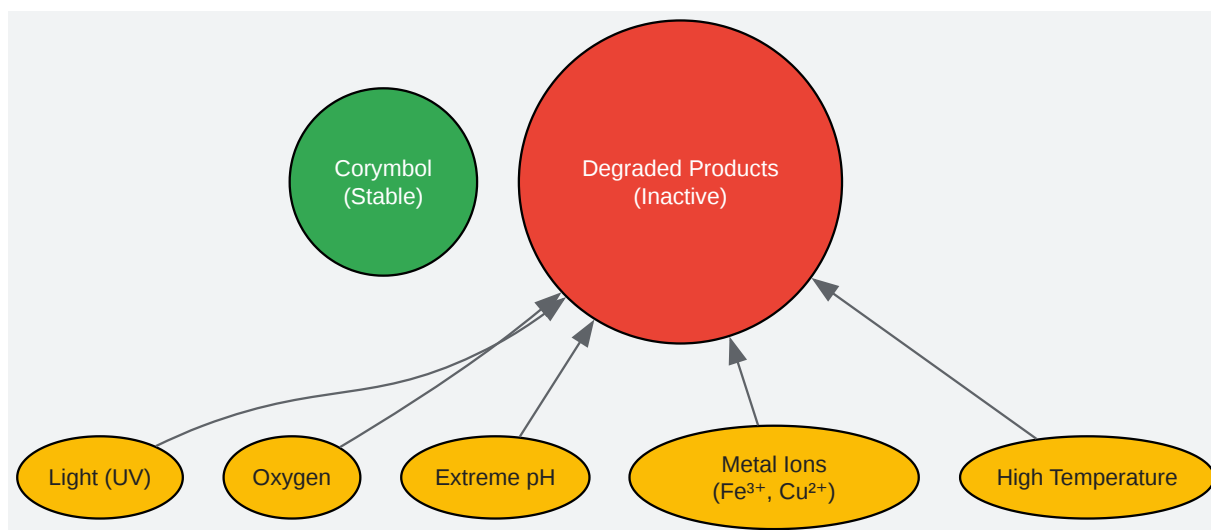 Corymbol
(Stable)
Degraded Products
(Inactive)
Light (UV)
Oxygen
Extreme pH
Metal Ions
(Fe³⁺, Cu²⁺)
High Temperature